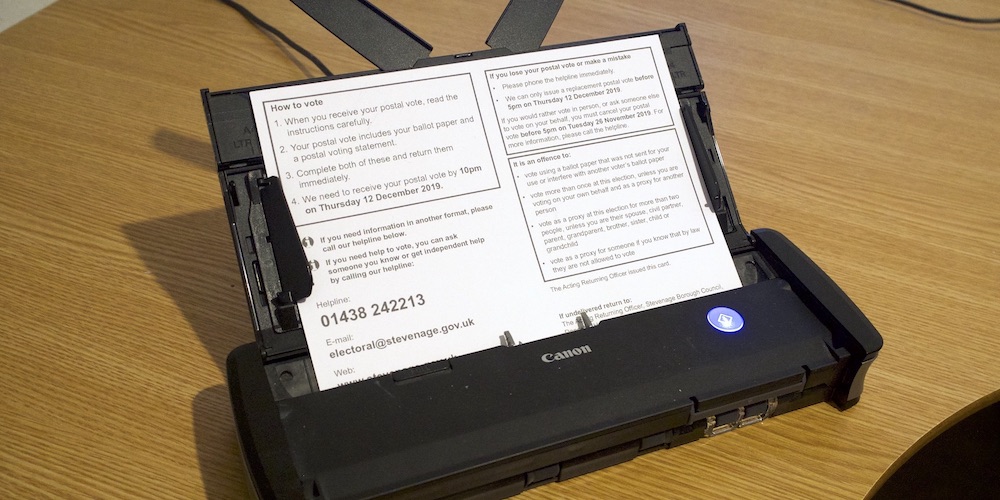 How to vote
1. When you receive your postal vote, read the
instructions carefully.
2. Your postal vote includes your ballot paper and
a postal voting statement.
3. Complete both of these and return them
immediately.
4. We need to receive your postal vote by 10pm
on Thursday 12 December 2019.
If you need information in another format, please
call our helpline below.
If you need help to vote, you can ask
someone you know or get independent help
by calling our helpline:
Helpline:
01438 242213
E-mail:
electoral@stevenage.gov.uk
Web:
If you lose your postal vote or make a mistake
• Please phone the helpline immediately.
• We can only issue a replacement postal vote before
5pm on Thursday 12 December 2019.
If you would rather vote in person, or ask someone else
to vote on your behalf, you must cancel your postal
vote before 5pm on Tuesday 26 November 2019. For
more information, please call the helpline
It is an offence to:
• vote using a ballot paper that was not sent for your
use or interfere with another voter's ballot paper
• vote more than once at this election, unless you are
voting on your own behalf and as a proxy for another
person
• vote as a proxy at this election for more than two
people, unless you are their spouse, civil partner,
parent, grandparent, brother, sister, child or
grandchild
• vote as a proxy for someone if you know that by law
they are not allowed to vote
The Acting Returning Officer issued this card.
If undelivered return to:
The Acting Returning Officer, Stevenage Borough Council,
Canon
LTR
LTR